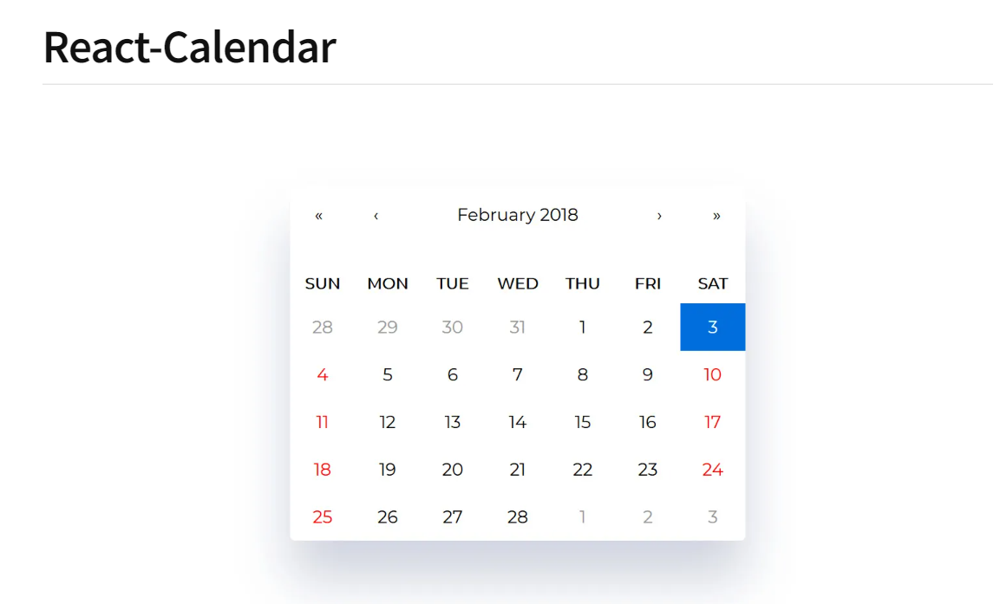 React-Calendar
« ‹ February 2018 › »
SUN MON TUE WED THU FRI SAT
28 29 30 31 1 2 3
4 5 6 7 8 9 10
11 12 13 14 15 16 17
18 19 20 21 22 23 24
25 26 27 28 1 2 3